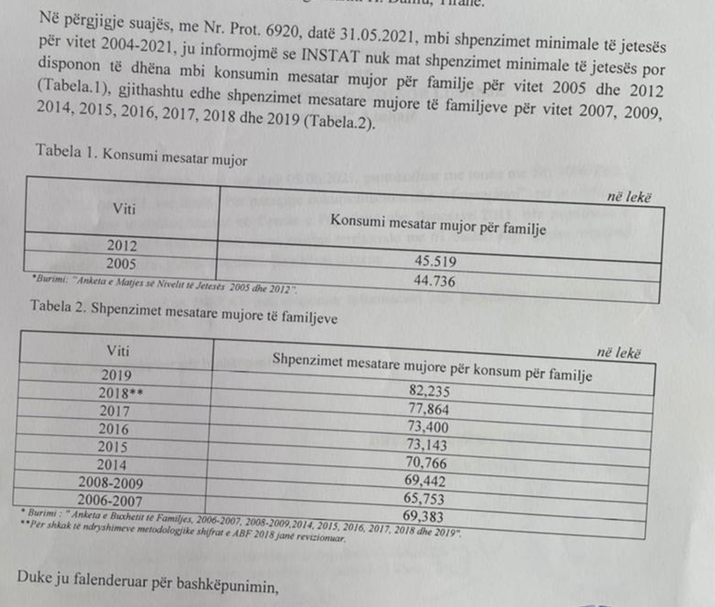 Tiranë.
Në përgjigje suajës, me Nr. Prot. 6920, datë 31.05.2021, mbi shpenzimet minimale të jetesës
për vitet 2004-2021, ju informojmë se INSTAT nuk mat shpenzimet minimale të jetesës por
disponon të dhëna mbi konsumin mesatar mujor për familje për vitet 2005 dhe 2012
(Tabela.1), gjithashtu edhe shpenzimet mesatare mujore të familjeve për vitet 2007, 2009,
2014, 2015, 2016, 2017, 2018 dhe 2019 (Tabela.2).
Tabela 1. Konsumi mesatar mujor
në lekë
Viti Konsumi mesatar mujor për familje
2012 45.519
2005 44.736
*Burimi: "Anketa e Matjes së Nivelit të Jetesës 2005 dhe 2012".
Tabela 2. Shpenzimet mesatare mujore të familjeve
në lekë
Viti Shpenzimet mesatare mujore për konsum për familje
2019 82,235
2018** 77,864
2017 73,400
2016 73,143
2015 70,766
2014 69,442
2008-2009 65,753
2006-2007 69,383
* Burimi : "Anketa e Buxhetit të Familjes, 2006-2007, 2008-2009,2014, 2015, 2016, 2017, 2018 dhe 2019".
**Për shkak të ndryshimeve metodologjike shifrat e ABF 2018 janë revizionuar.
Duke ju falenderuar për bashkëpunimin,